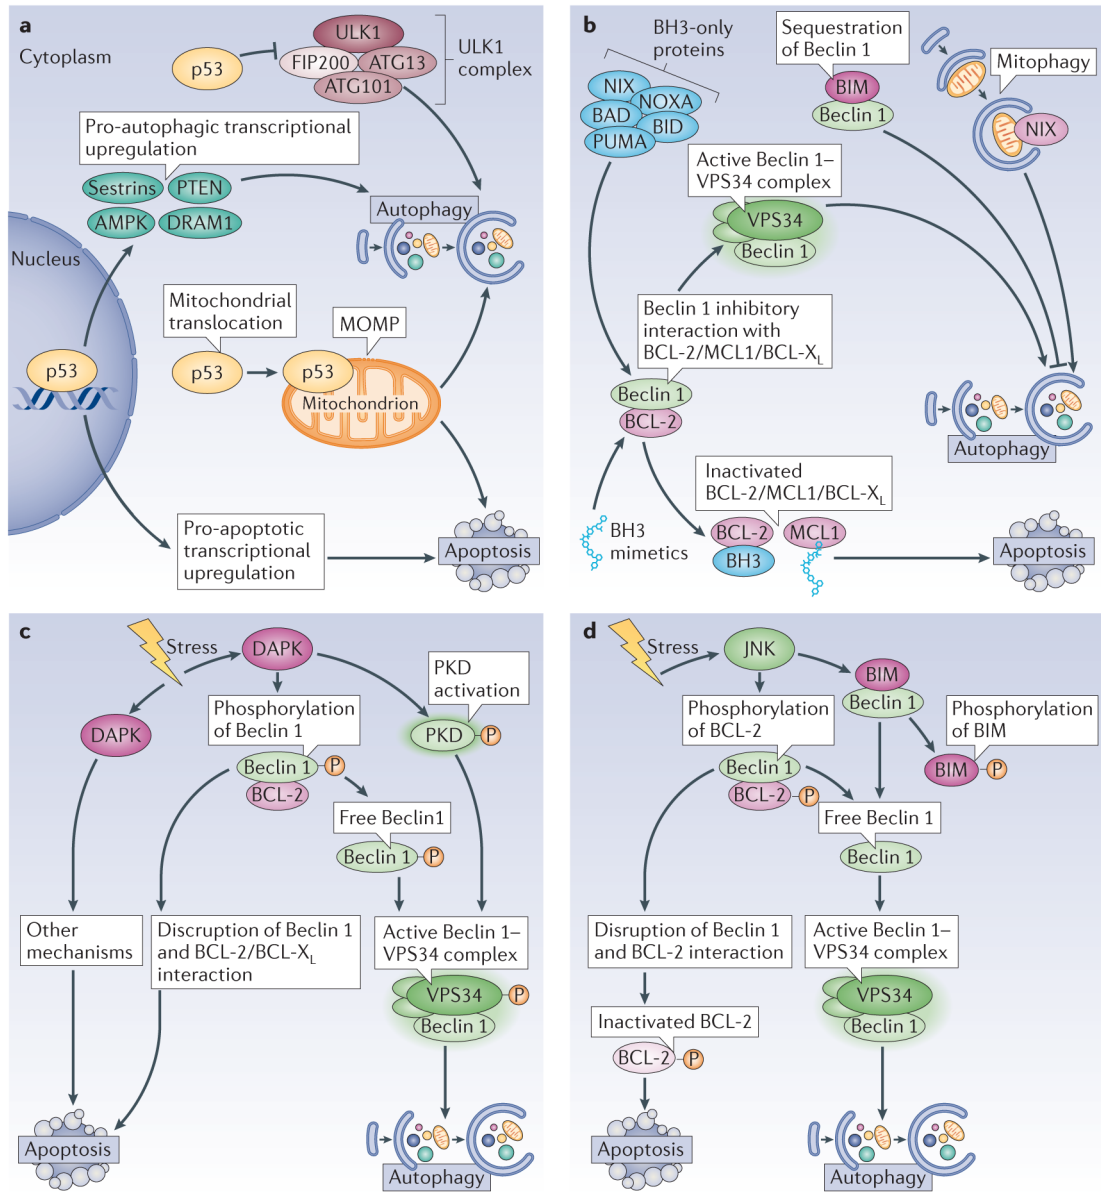 a
Cytoplasm
p53
ULK1
FIP200
ATG13
ATG101
ULK1
complex
Pro-autophagic transcriptional
upregulation
Sestrins
PTEN
AMPK
DRAM1
Autophagy
Nucleus
p53
Mitochondrial
translocation
p53
MOMP
p53
Mitochondrion
Pro-apoptotic
transcriptional
upregulation
Apoptosis
b
BH3-only
proteins
NIX
NOXA
BAD
BID
PUMA
Sequestration
of Beclin 1
BIM
Beclin 1
Mitophagy
NIX
Active Beclin 1–
VPS34 complex
VPS34
Beclin 1
Beclin 1 inhibitory
interaction with
BCL-2/MCL1/BCL-XL
Beclin 1
BCL-2
Autophagy
BH3
mimetics
Inactivated
BCL-2/MCL1/BCL-XL
BCL-2
BH3
MCL1
Apoptosis
c
Stress
DAPK
DAPK
Phosphorylation
of Beclin 1
Beclin 1
P
BCL-2
PKD
activation
PKD
P
Free Beclin1
Beclin 1
P
Other
mechanisms
Discruption of Beclin 1
and BCL-2/BCL-XL
interaction
Active Beclin 1–
VPS34 complex
VPS34
P
Beclin 1
Apoptosis
Autophagy
d
Stress
JNK
BIM
Beclin 1
Phosphorylation
of BCL-2
Beclin 1
BCL-2
P
Phosphorylation
of BIM
BIM
P
Free Beclin 1
Beclin 1
Disruption of Beclin 1
and BCL-2 interaction
Active Beclin 1–
VPS34 complex
VPS34
Beclin 1
Inactivated BCL-2
BCL-2
P
Apoptosis
Autophagy